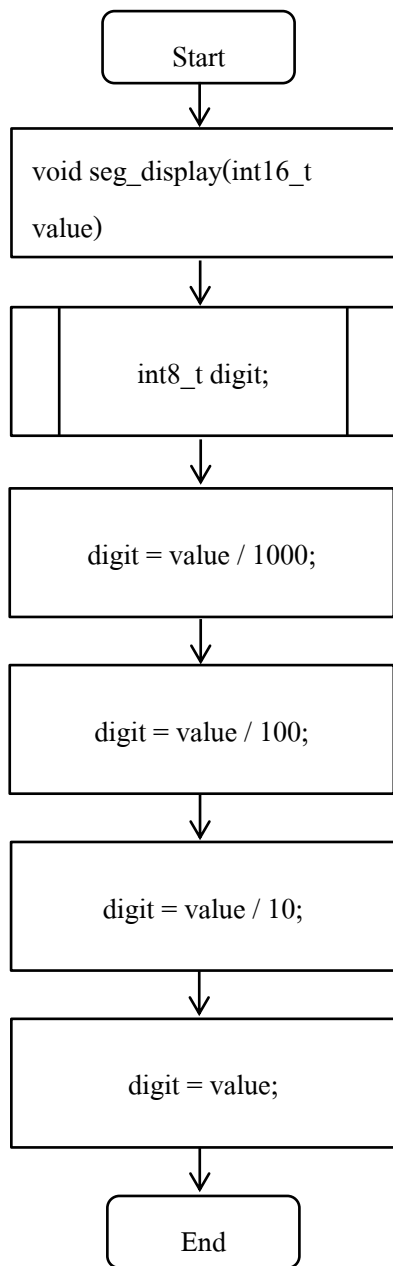 Start
void seg_display(int16_t
value)
int8_t digit;
digit = value / 1000;
digit = value / 100;
digit = value / 10;
digit = value;
End